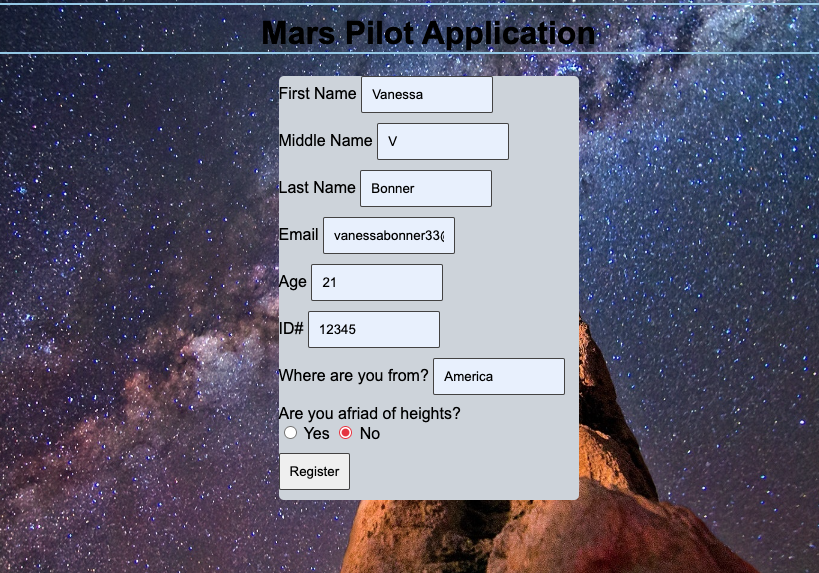 Mars Pilot Application
First Name Vanessa
Middle Name V
Last Name Bonner
Email vanessabonner33@
Age 21
ID# 12345
Where are you from? America
Are you afriad of heights?
Yes No
Register